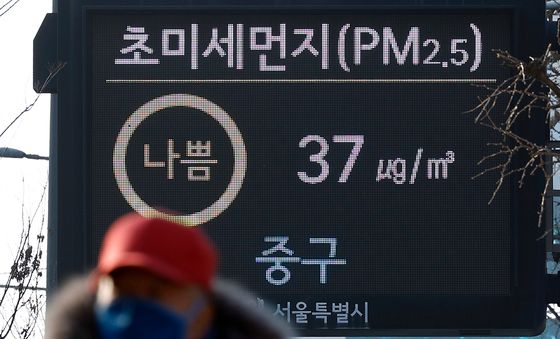 초미세먼지(PM2.5)
나쁨
37 ㎍/㎥
중구
서울특별시